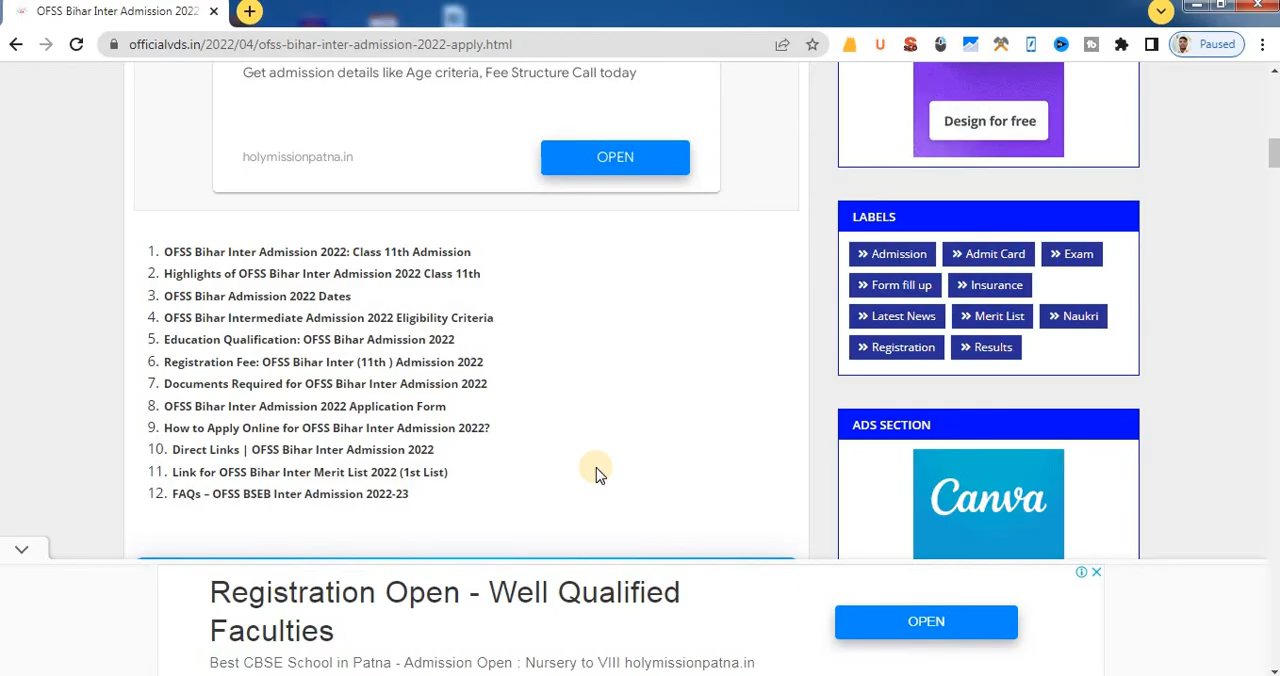 OFSS Bihar Inter Admission 2022
officialvds.in/2022/04/ofss-bihar-inter-admission-2022-apply.html
Paused
Get admission details like Age criteria, Fee Structure Call today
holymissionpatna.in
OPEN
1. OFSS Bihar Inter Admission 2022: Class 11th Admission
2. Highlights of OFSS Bihar Inter Admission 2022 Class 11th
3. OFSS Bihar Admission 2022 Dates
4. OFSS Bihar Intermediate Admission 2022 Eligibility Criteria
5. Education Qualification: OFSS Bihar Admission 2022
6. Registration Fee: OFSS Bihar Inter (11th ) Admission 2022
7. Documents Required for OFSS Bihar Inter Admission 2022
8. OFSS Bihar Inter Admission 2022 Application Form
9. How to Apply Online for OFSS Bihar Inter Admission 2022?
10. Direct Links | OFSS Bihar Inter Admission 2022
11. Link for OFSS Bihar Inter Merit List 2022 (1st List)
12. FAQs – OFSS BSEB Inter Admission 2022-23
Design for free
LABELS
» Admission » Admit Card » Exam
» Form fill up » Insurance
» Latest News » Merit List » Naukri
» Registration » Results
ADS SECTION
Canva
Registration Open - Well Qualified
Faculties
Best CBSE School in Patna - Admission Open : Nursery to VIII holymissionpatna.in
OPEN